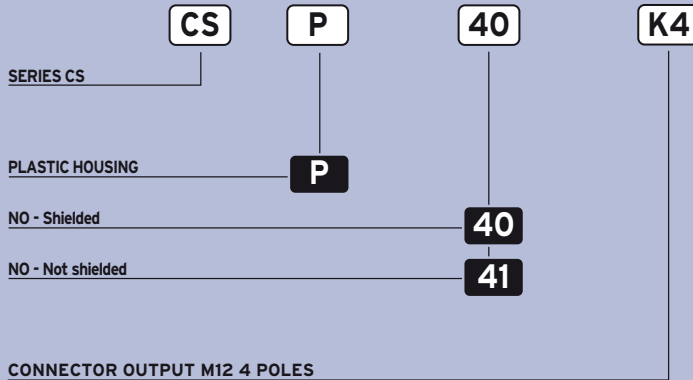 CS P 40 K4
SERIES CS
PLASTIC HOUSING P
NO - Shielded 40
NO - Not shielded 41
CONNECTOR OUTPUT M12 4 POLES